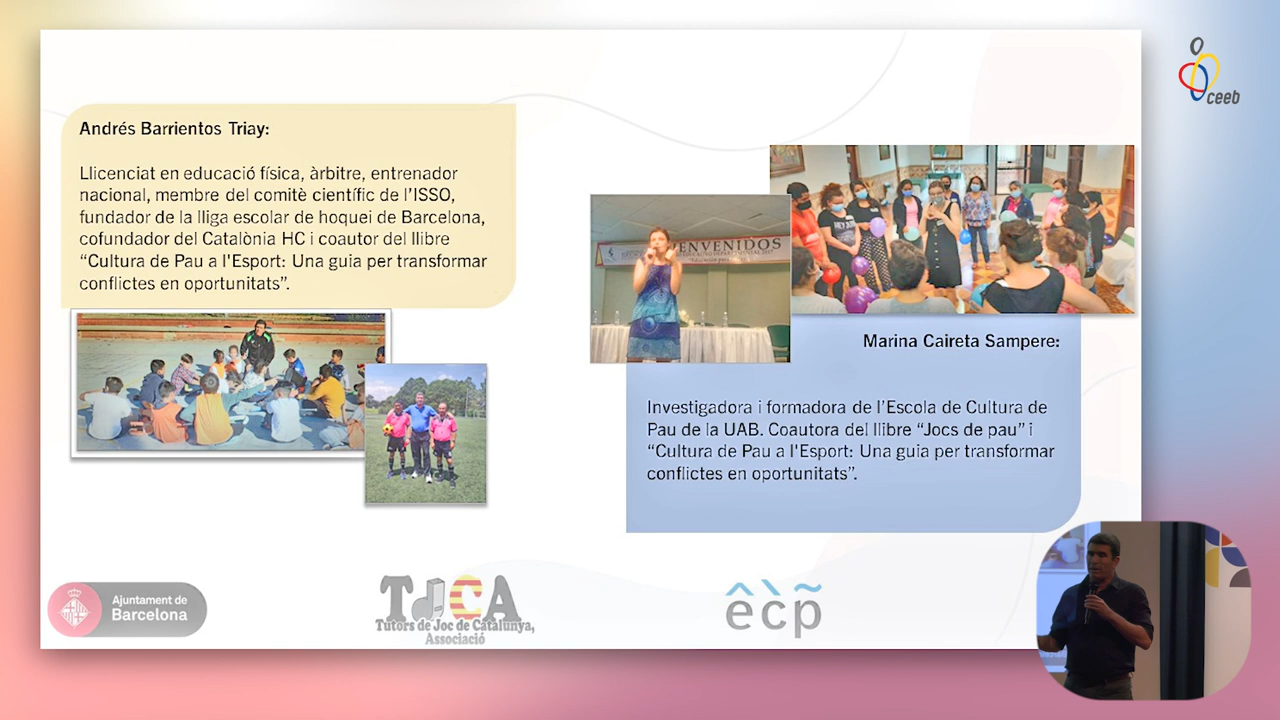 Andrés Barrientos Triay:
Llicenciat en educació física, àrbitre, entrenador
nacional, membre del comitè científic de l'ISSO,
fundador de la lliga escolar de hoquei de Barcelona,
cofundador del Catalònia HC i coautor del llibre
“Cultura de Pau a l'Esport: Una guia per transformar
conflictes en oportunitats”.
ceeb
Marina Caireta Sampere:
Investigadora i formadora de l'Escola de Cultura de
Pau de la UAB. Coautora del llibre “Jocs de pau” i
“Cultura de Pau a l'Esport: Una guia per transformar
conflictes en oportunitats”.
Ajuntament de
Barcelona
TJCA
Tutors de Joc de Catalunya,
Associació
ecp